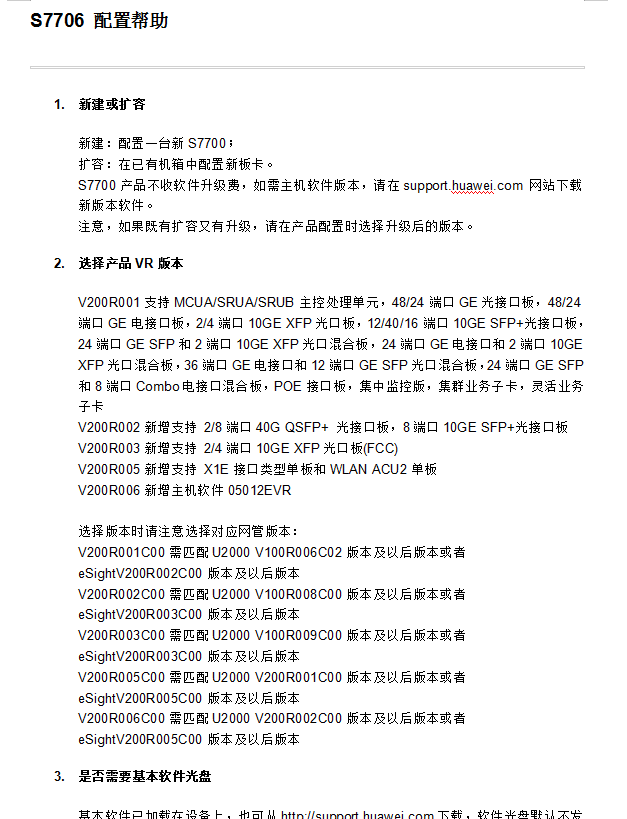 S7706 配置帮助
1. 新建或扩容
新建：配置一台新 S7700；
扩容：在已有机箱中配置新板卡。
S7700 产品不收软件升级费，如需主机软件版本，请在 support.huawei.com 网站下载
新版本软件。
注意，如果既有扩容又有升级，请在产品配置时选择升级后的版本。
2. 选择产品 VR 版本
V200R001 支持 MCUA/SRUA/SRUB 主控处理单元，48/24 端口 GE 光接口板，48/24
端口 GE 电接口板，2/4 端口 10GE XFP 光口板，12/40/16 端口 10GE SFP+光接口板，
24 端口 GE SFP 和 2 端口 10GE XFP 光口混合板，24 端口 GE 电接口和 2 端口 10GE
XFP 光口混合板，36 端口 GE 电接口和 12 端口 GE SFP 光口混合板，24 端口 GE SFP
和 8 端口 Combo 电接口混合板，POE 接口板，集中监控版，集群业务子卡，灵活业务
子卡
V200R002 新增支持 2/8 端口 40G QSFP+ 光接口板，8 端口 10GE SFP+光接口板
V200R003 新增支持 2/4 端口 10GE XFP 光口板(FCC)
V200R005 新增支持 X1E 接口类型单板和 WLAN ACU2 单板
V200R006 新增主机软件 05012EVR
选择版本时请注意选择对应网管版本：
V200R001C00 需匹配 U2000 V100R006C02 版本及以后版本或者
eSightV200R002C00 版本及以后版本
V200R002C00 需匹配 U2000 V100R008C00 版本及以后版本或者
eSightV200R003C00 版本及以后版本
V200R003C00 需匹配 U2000 V100R009C00 版本及以后版本或者
eSightV200R003C00 版本及以后版本
V200R005C00 需匹配 U2000 V200R001C00 版本及以后版本或者
eSightV200R005C00 版本及以后版本
V200R006C00 需匹配 U2000 V200R002C00 版本及以后版本或者
eSightV200R005C00 版本及以后版本
3. 是否需要基本软件光盘
基本软件已加载在设备上，也可从 http://support.huawei.com 下载，软件光盘默认不发